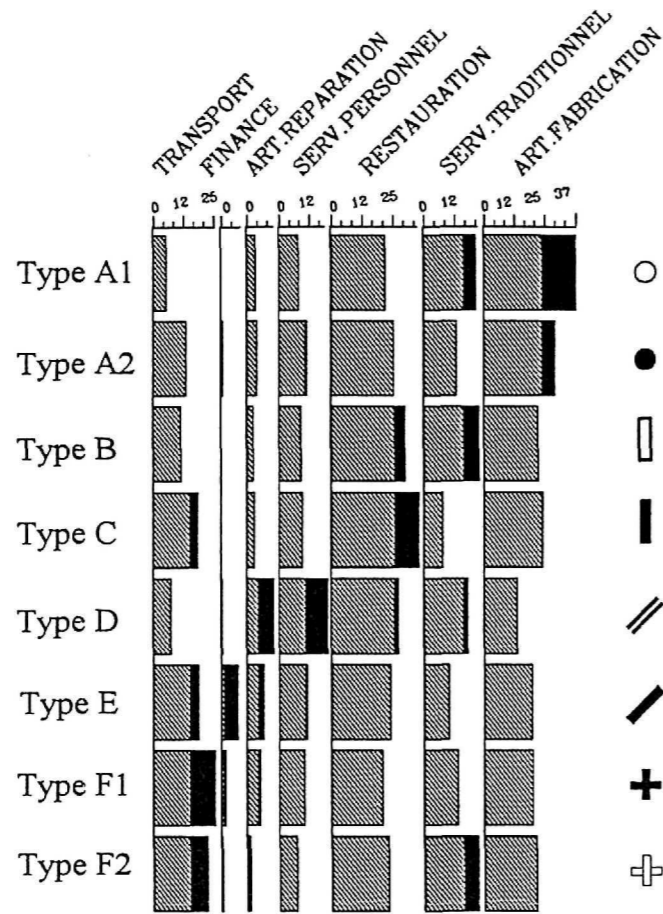 TRANSPORT
FINANCE
ART.REPARATION
SERV.PERSONNEL
RESTAURATION
SERV.TRADITIONNEL
ART.FABRICATION
0 12 25 0 0 0 12 0 12 25 0 12 0 12 25 37
Type A1
Type A2
Type B
Type C
Type D
Type E
Type F1
Type F2